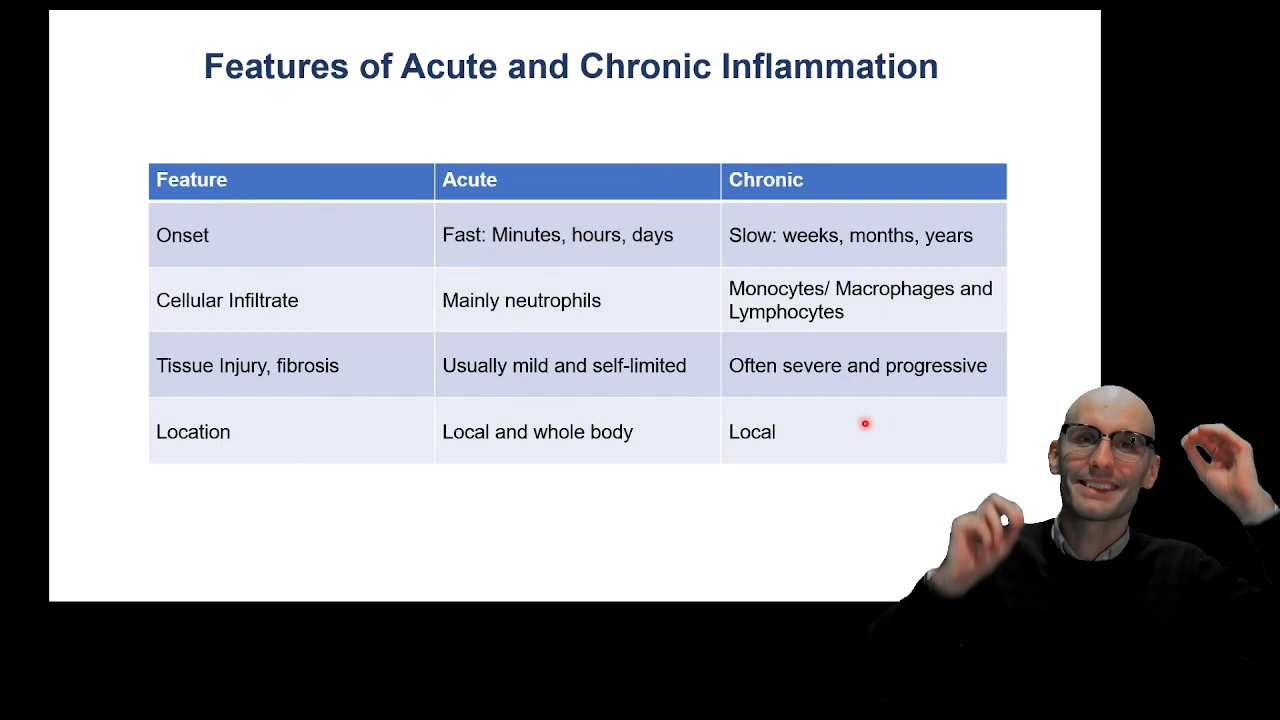 Features of Acute and Chronic Inflammation
Feature Acute Chronic
Onset Fast: Minutes, hours, days Slow: weeks, months, years
Cellular Infiltrate Mainly neutrophils Monocytes/ Macrophages and
Lymphocytes
Tissue Injury, fibrosis Usually mild and self-limited Often severe and progressive
Location Local and whole body Local